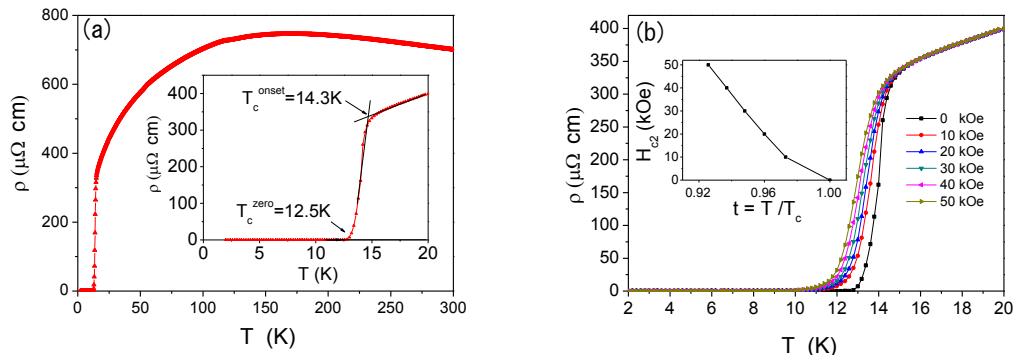 (a)
800
600
400
200
0
ρ (μΩ cm)
0 50 100 150 200 250 300
T (K)
400
300
200
100
0
ρ (μΩ cm)
T_c^onset=14.3K
T_c^zero=12.5K
0 5 10 15 20
T (K)
(b)
400
350
300
250
200
150
100
50
0
ρ(μΩ cm)
2 4 6 8 10 12 14 16 18 20
T (K)
50
40
30
20
10
0
H_c2 (kOe)
0.92 0.96 1.00
t = T /T_c
0 kOe
10 kOe
20 kOe
30 kOe
40 kOe
50 kOe